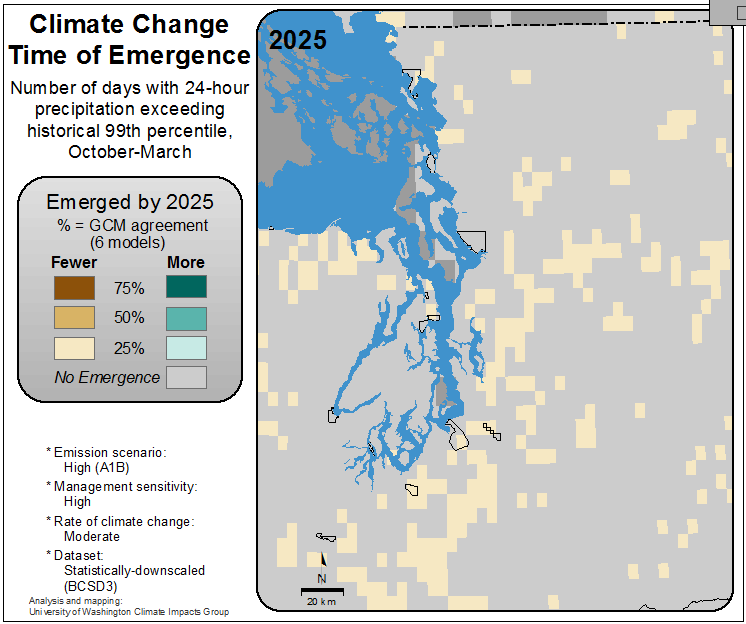 Climate Change
Time of Emergence
Number of days with 24-hour
precipitation exceeding
historical 99th percentile,
October-March
Emerged by 2025
% = GCM agreement
(6 models)
Fewer More
75%
50%
25%
No Emergence
* Emission scenario:
High (A1B)
* Management sensitivity:
High
* Rate of climate change:
Moderate
* Dataset:
Statistically-downscaled
(BCSD3)
Analysis and mapping:
University of Washington Climate Impacts Group
2025
N
20 km